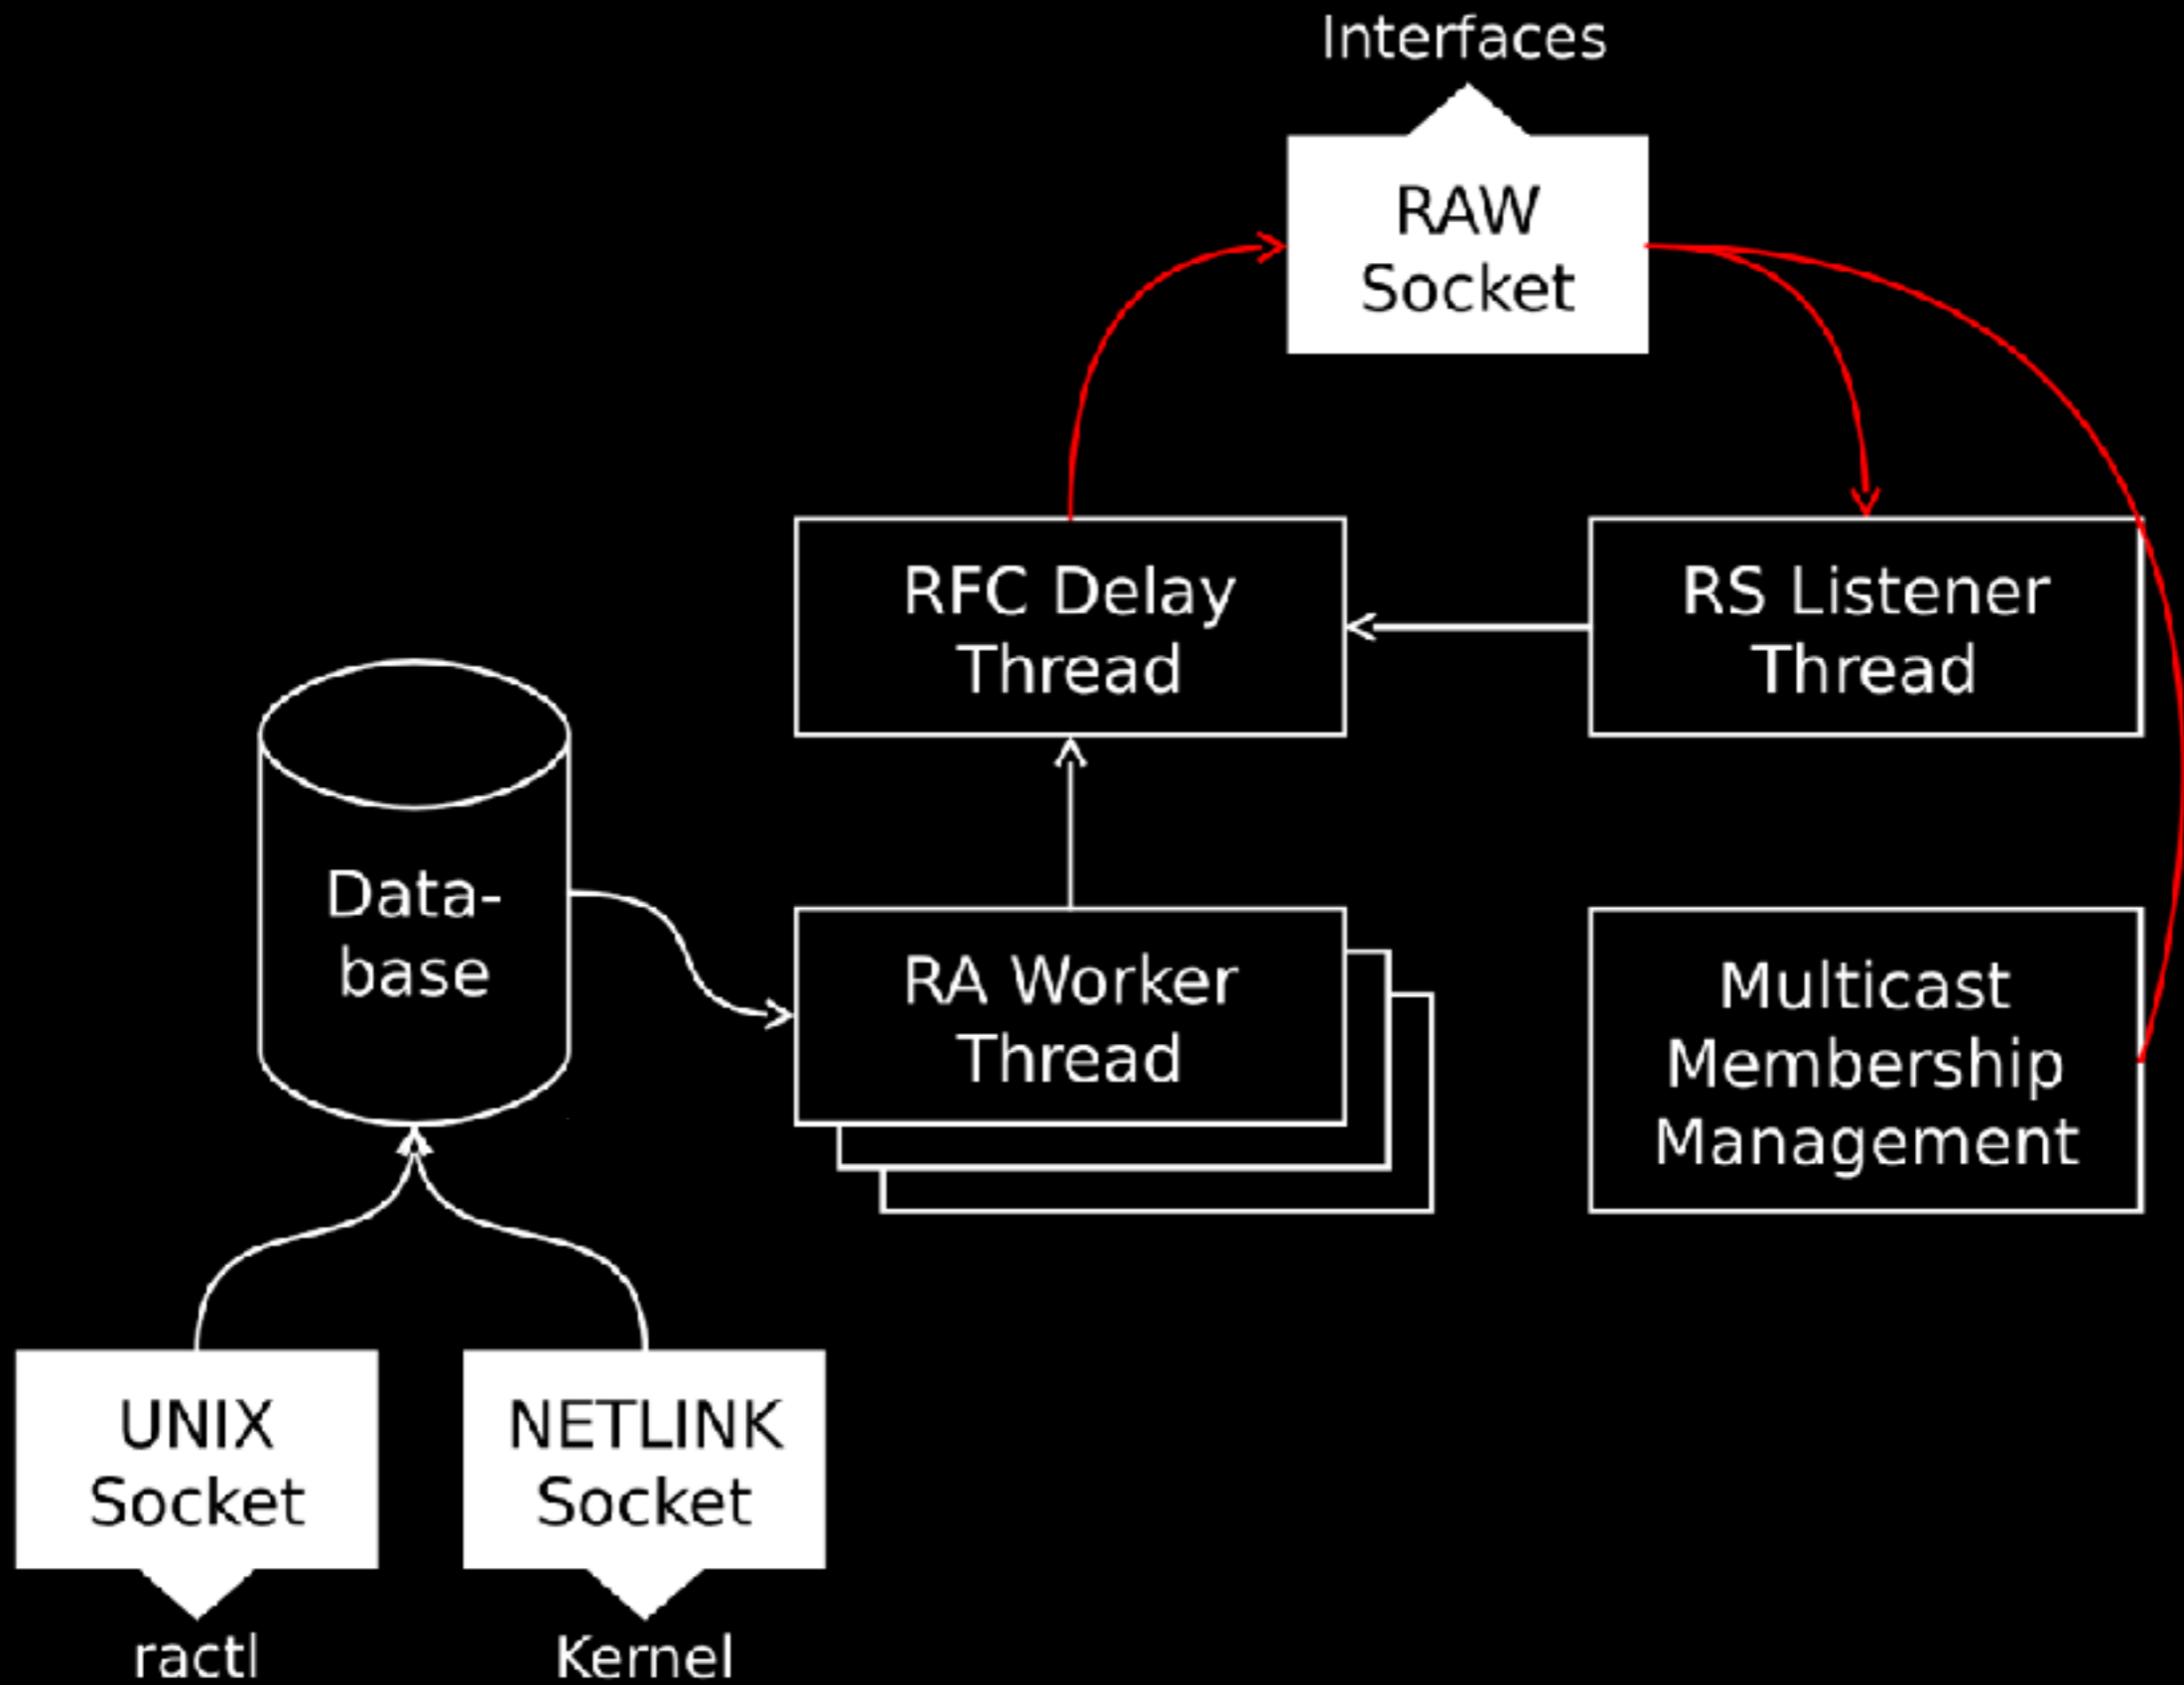 Interfaces
RAW
Socket
RFC Delay
Thread
RS Listener
Thread
Data-
base
RA Worker
Thread
Multicast
Membership
Management
UNIX
Socket
NETLINK
Socket
ractl
Kernel